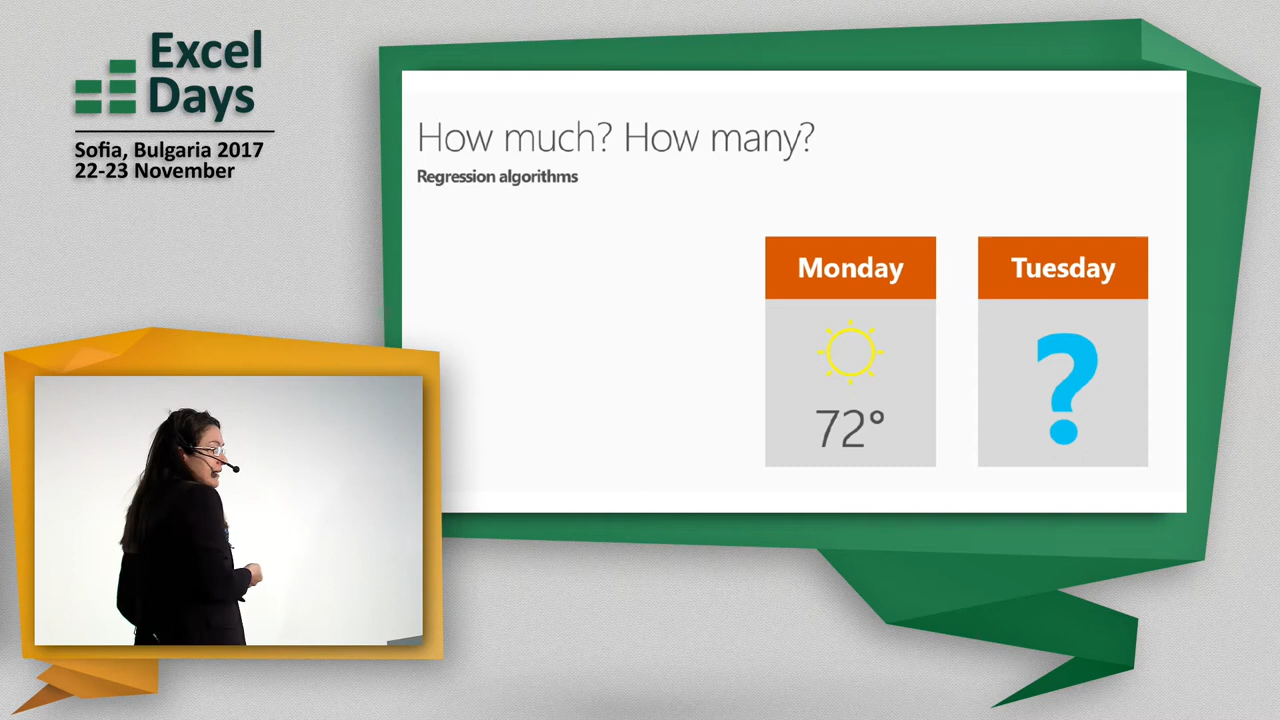 Excel
Days
Sofia, Bulgaria 2017
22-23 November
How much? How many?
Regression algorithms
Monday
72°
Tuesday
?